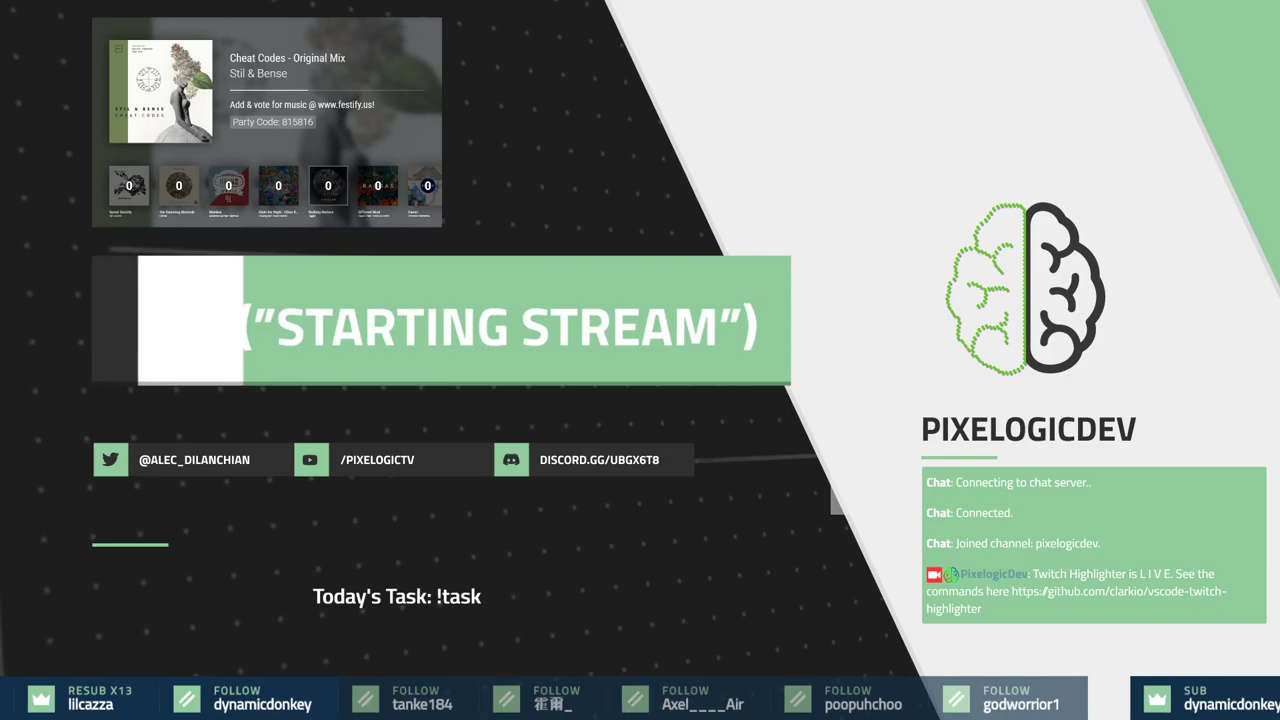 Cheat Codes - Original Mix
Stil & Bense
Add & vote for music @ www.festify.us!
Party Code: 815816
STIL & BENSE
CHEAT CODES
0 0 0 0 0 0 0
("STARTING STREAM")
@ALEC_DILANCHIAN
/PIXELOGICTV
DISCORD.GG/UBGX6T8
Today's Task: !task
PIXELOGICDEV
Chat: Connecting to chat server..
Chat: Connected.
Chat: Joined channel: pixelogicdev.
PixelogicDev: Twitch Highlighter is L I V E. See the
commands here https://github.com/clarkio/vscode-twitch-
highlighter
RESUB X13
lilcazza
FOLLOW
dynamicdonkey
FOLLOW
tanke184
FOLLOW
霍爾_
FOLLOW
Axel____Air
FOLLOW
poopuhchoo
FOLLOW
godworrior1
SUB
dynamicdonkey